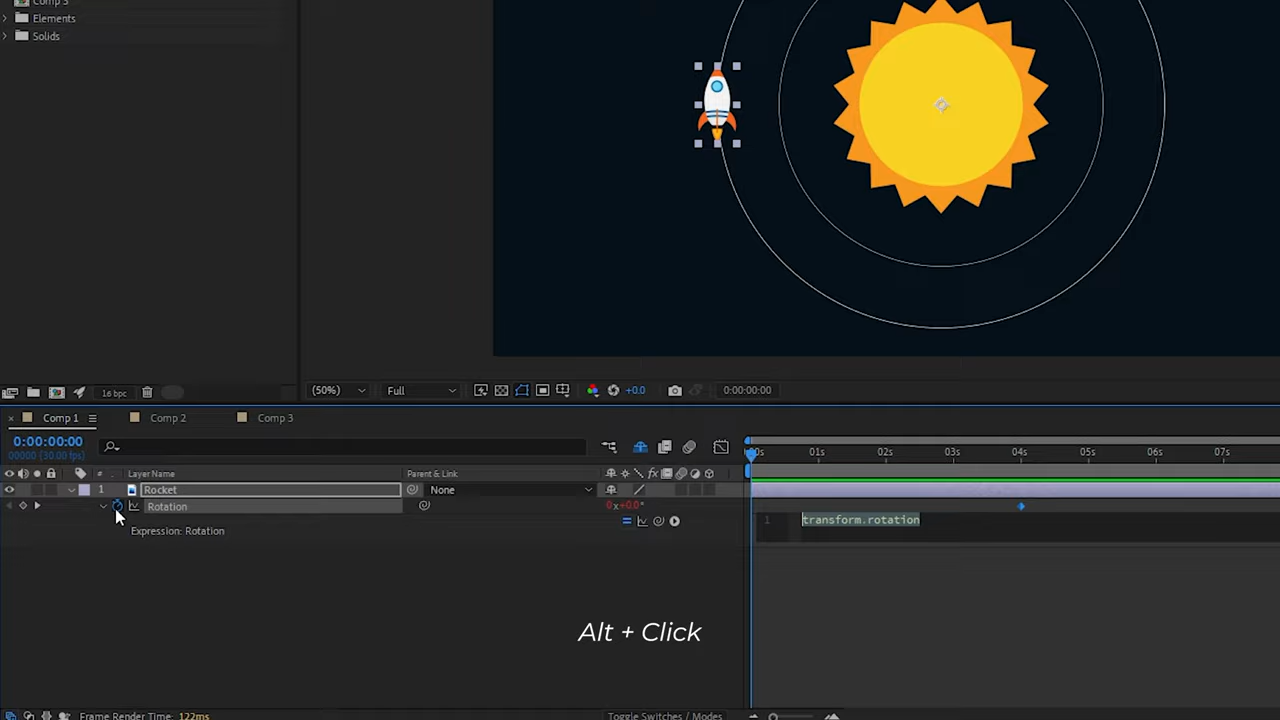 Comp 3
Elements
Solids
16 bpc
(50%)
Full
+0.0
0:00:00:00
Comp 1
Comp 2
Comp 3
0:00:00:00
00000 (30.00 fps)
00s 01s 02s 03s 04s 05s 06s 07s
# Layer Name Parent & Link fx
1 Rocket None
Rotation 0x+0.0°
1 transform.rotation
Expression: Rotation
Alt + Click
Frame Render Time: 122ms
Toggle Switches / Modes